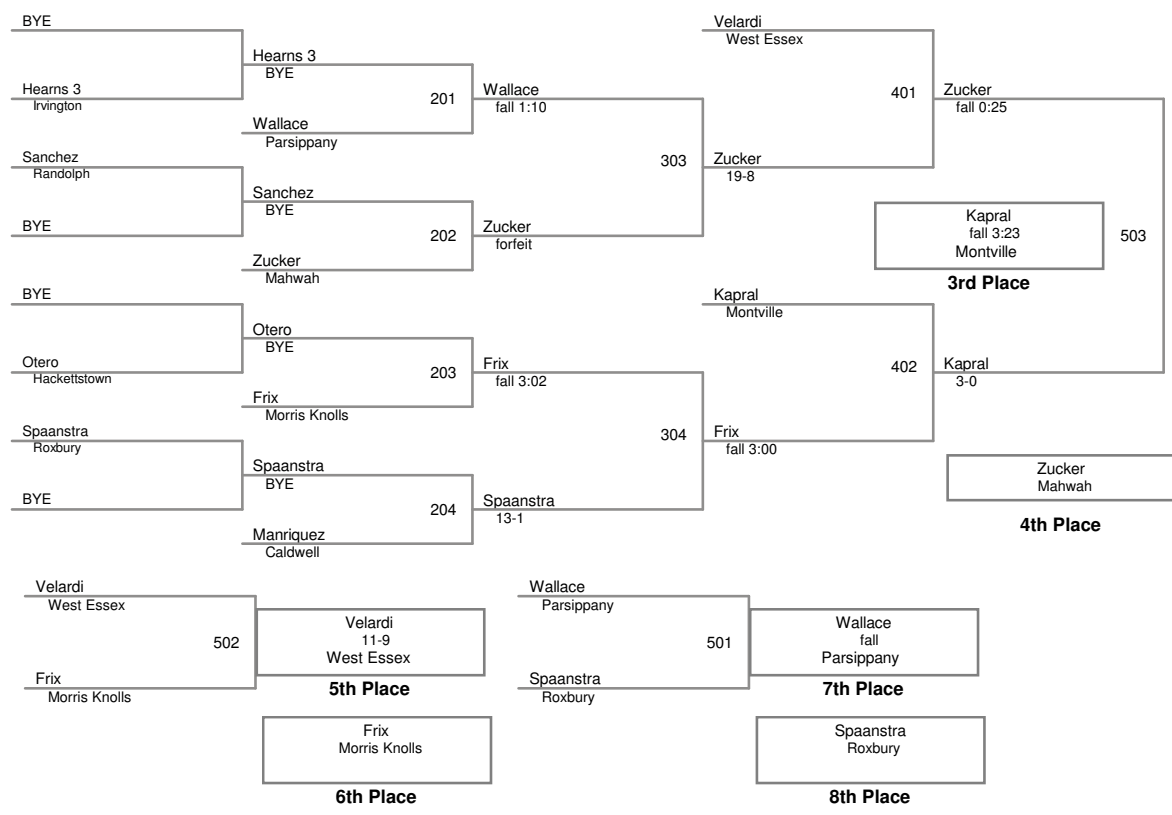 BYE
Hearns 3
Irvington
Sanchez
Randolph
BYE
BYE
Otero
Hackettstown
Spaanstra
Roxbury
BYE
Hearns 3
BYE
201
Wallace
Parsippany
Sanchez
BYE
202
Zucker
Mahwah
Otero
BYE
203
Frix
Morris Knolls
Spaanstra
BYE
204
Manriquez
Caldwell
Wallace
fall 1:10
303
Zucker
forfeit
Frix
fall 3:02
304
Spaanstra
13-1
Velardi
West Essex
401
Zucker
19-8
Kapral
Montville
402
Frix
fall 3:00
Zucker
fall 0:25
Kapral
fall 3:23
Montville
503
3rd Place
Kapral
3-0
Zucker
Mahwah
4th Place
Velardi
West Essex
502
Frix
Morris Knolls
Velardi
11-9
West Essex
5th Place
Frix
Morris Knolls
6th Place
Wallace
Parsippany
501
Spaanstra
Roxbury
Wallace
fall
Parsippany
7th Place
Spaanstra
Roxbury
8th Place